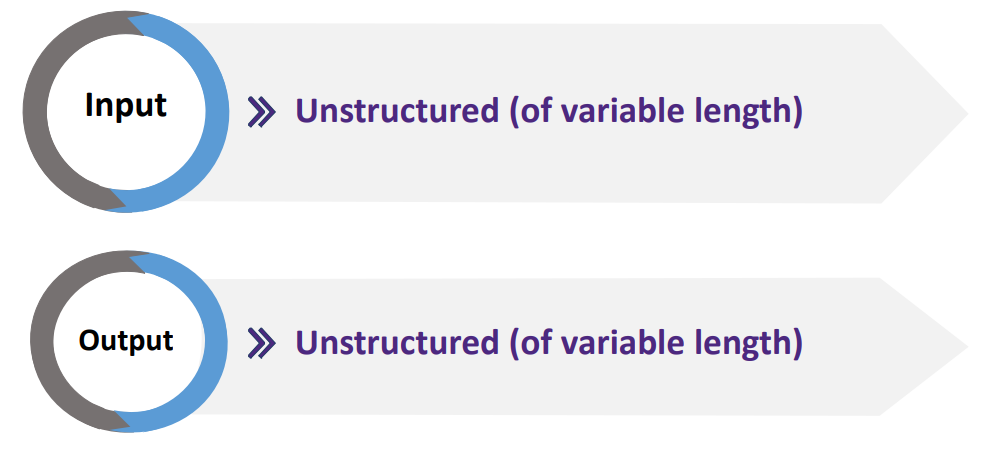 Input
Unstructured (of variable length)
Output
Unstructured (of variable length)